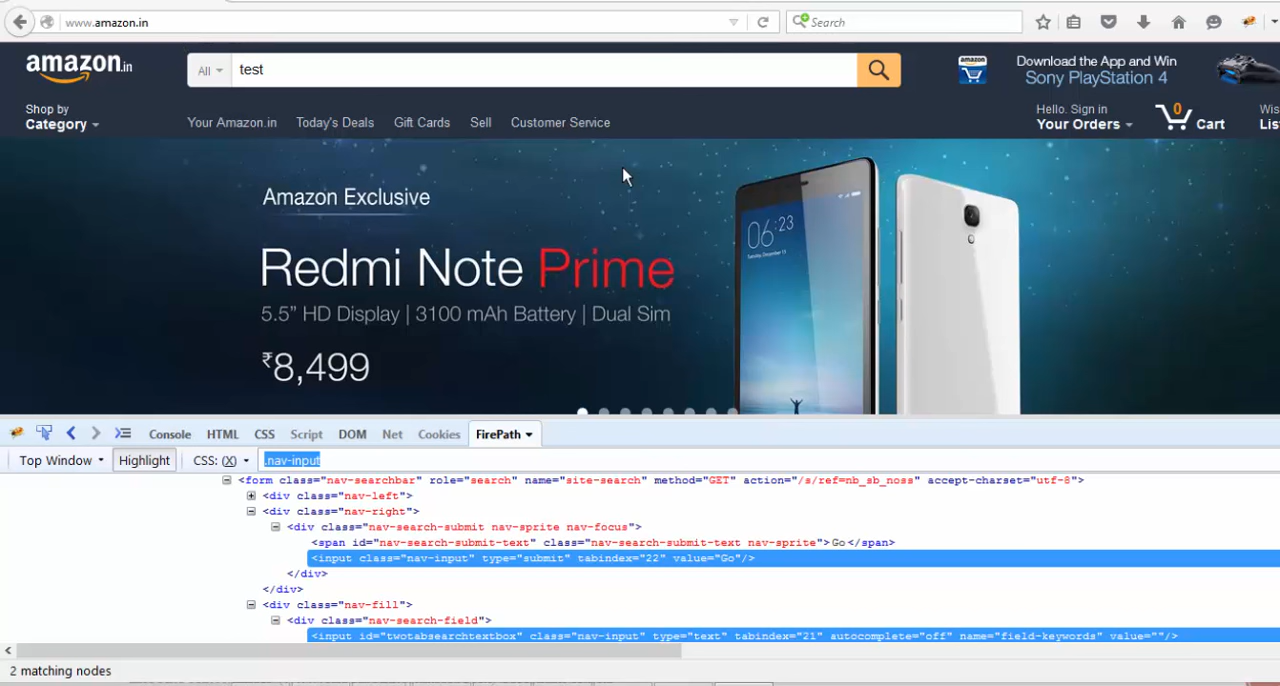 www.amazon.in
Search
amazon.in
All
test
amazon
Download the App and Win
Sony PlayStation 4
Shop by
Category
Your Amazon.in Today's Deals Gift Cards Sell Customer Service
Hello. Sign in
Your Orders
0
Cart
Wis
Lis
Amazon Exclusive
Redmi Note Prime
5.5" HD Display | 3100 mAh Battery | Dual Sim
₹8,499
06:23
Console HTML CSS Script DOM Net Cookies FirePath
Top Window Highlight CSS: (X) .nav-input
<form class="nav-searchbar" role="search" name="site-search" method="GET" action="/s/ref=nb_sb_noss" accept-charset="utf-8">
<div class="nav-left">
<div class="nav-right">
<div class="nav-search-submit nav-sprite nav-focus">
<span id="nav-search-submit-text" class="nav-search-submit-text nav-sprite">Go</span>
<input class="nav-input" type="submit" tabindex="22" value="Go"/>
</div>
</div>
<div class="nav-fill">
<div class="nav-search-field">
<input id="twotabsearchtextbox" class="nav-input" type="text" tabindex="21" autocomplete="off" name="field-keywords" value=""/>
2 matching nodes